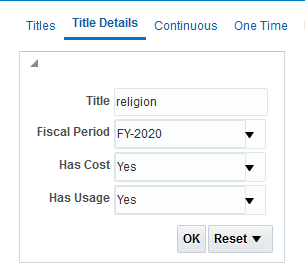 Titles Title Details Continuous One Time
Title religion
Fiscal Period FY-2020
Has Cost Yes
Has Usage Yes
OK Reset